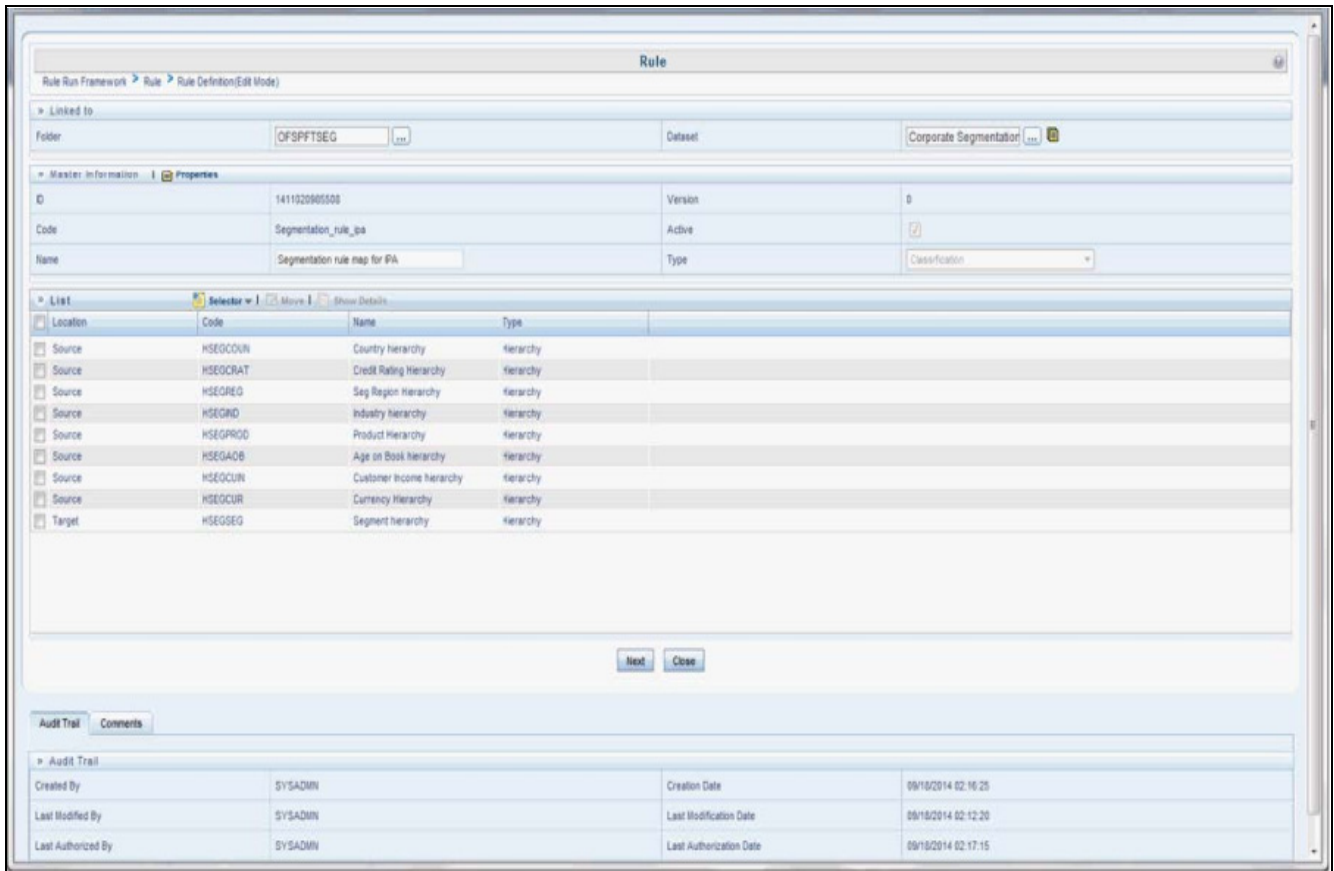 Rule
Rule Run Framework > Rule > Rule Definition(Edit Mode)
» Linked to
Folder OFSPFTSEG ... Dataset Corporate Segmentation ...
» Master Information | Properties
ID 1411020905508 Version 0
Code Segmentation_rule_ipa Active
Name Segmentation rule map for IPA Type Classification
» List Selector | Move | Show Details
Location Code Name Type
Source HSEGCOUN Country hierarchy Hierarchy
Source HSEGCRAT Credit Rating Hierarchy Hierarchy
Source HSEGREG Seg Region Hierarchy Hierarchy
Source HSEGIND Industry hierarchy Hierarchy
Source HSEGPROD Product Hierarchy Hierarchy
Source HSEGAOB Age on Book hierarchy Hierarchy
Source HSEGCUIN Customer Income hierarchy Hierarchy
Source HSEGCUR Currency Hierarchy Hierarchy
Target HSEGSEG Segment hierarchy Hierarchy
Next Close
Audit Trail Comments
» Audit Trail
Created By SYSADMN Creation Date 09/18/2014 02:16:25
Last Modified By SYSADMN Last Modification Date 09/18/2014 02:12:20
Last Authorized By SYSADMN Last Authorization Date 09/18/2014 02:17:15